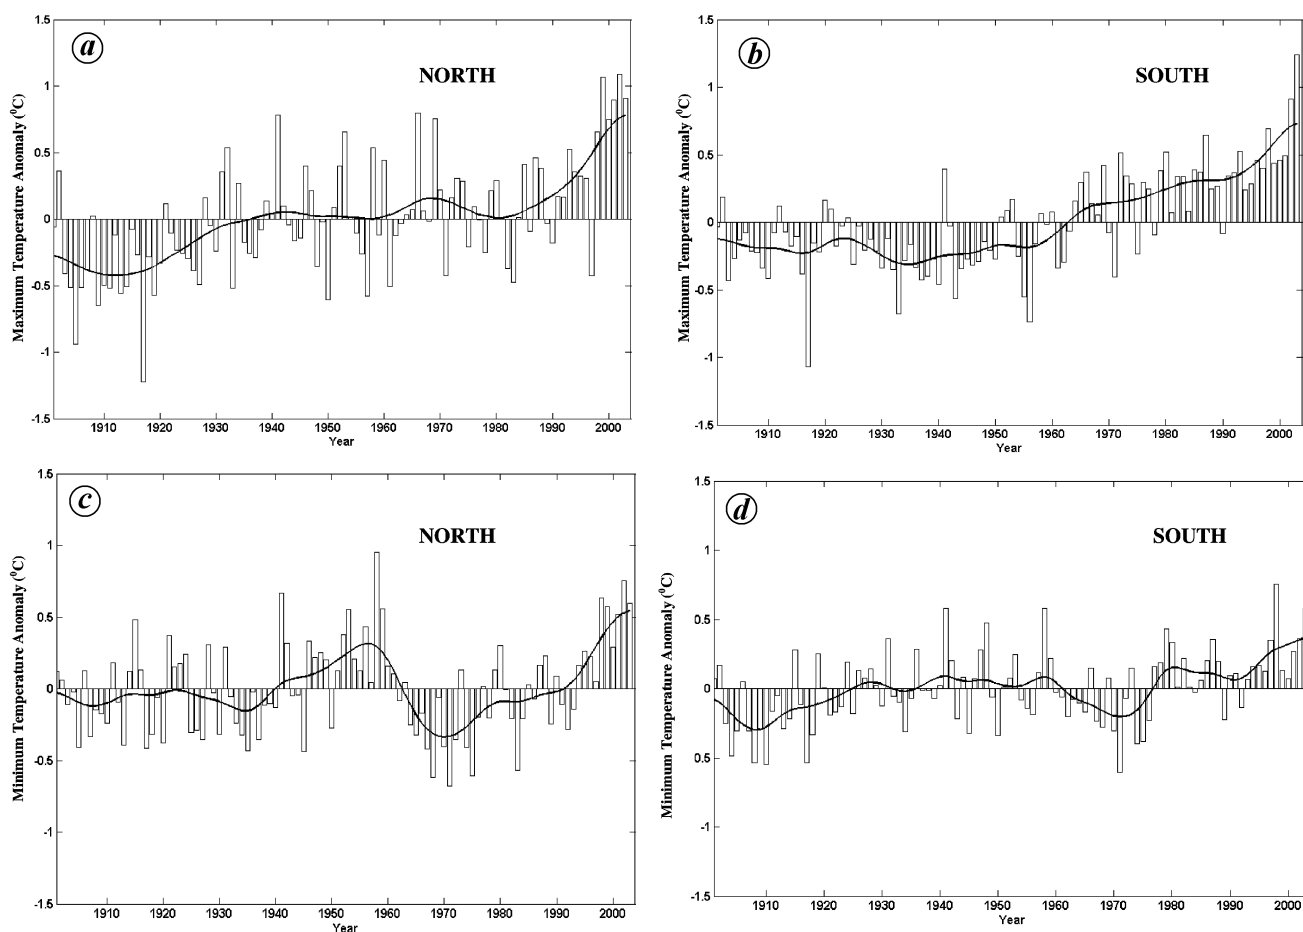 a
NORTH
Maximum Temperature Anomaly (⁰C)
1.5
1
0.5
0
-0.5
-1
-1.5
1910 1920 1930 1940 1950 1960 1970 1980 1990 2000
Year
b
SOUTH
Maximum Temperature Anomaly (⁰C)
1.5
1
0.5
0
-0.5
-1
-1.5
1910 1920 1930 1940 1950 1960 1970 1980 1990 2000
Year
c
NORTH
Minimum Temperature Anomaly (⁰C)
1.5
1
0.5
0
-0.5
-1
-1.5
1910 1920 1930 1940 1950 1960 1970 1980 1990 2000
Year
d
SOUTH
Minimum Temperature Anomaly (⁰C)
1.5
1
0.5
0
-0.5
-1
-1.5
1910 1920 1930 1940 1950 1960 1970 1980 1990 2000
Year